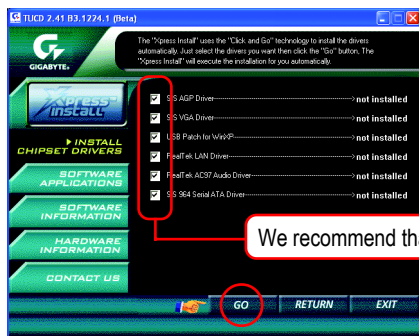 TUCD 2.41 B3.1224.1 (Beta)
GIGABYTE
The "Xpress Install" uses the "Click and Go" technology to install the drivers
automatically. Just select the drivers you want then click the "Go" button. The
"Xpress Install" will execute the installation for you automatically.
Xpress
Install
INSTALL
CHIPSET DRIVERS
SOFTWARE
APPLICATIONS
SOFTWARE
INFORMATION
HARDWARE
INFORMATION
CONTACT US
SIS AGP Driver not installed
SIS VGA Driver not installed
USB Patch for WinXP not installed
RealTek LAN Driver not installed
RealTek AC97 Audio Driver not installed
SIS 964 Serial ATA Driver not installed
We recommend tha
GO RETURN EXIT